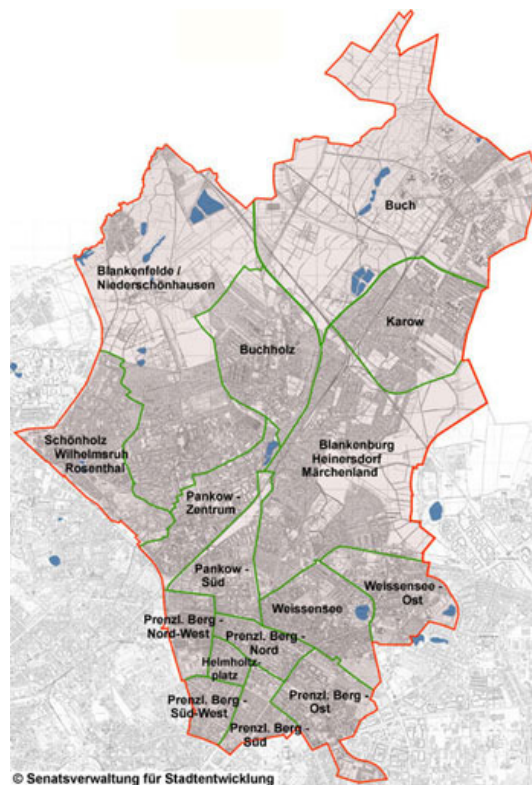 Buch
Blankenfelde /
Niederschönhausen
Karow
Buchholz
Schönholz
Wilhelmsruh
Rosenthal
Blankenburg
Heinersdorf
Märchenland
Pankow -
Zentrum
Pankow -
Süd
Weissensee -
Ost
Weissensee
Prenzl. Berg -
Nord-West
Prenzl. Berg -
Nord
Helmholtz-
platz
Prenzl. Berg -
Süd-West
Prenzl. Berg -
Ost
Prenzl. Berg -
Süd
© Senatsverwaltung für Stadtentwicklung